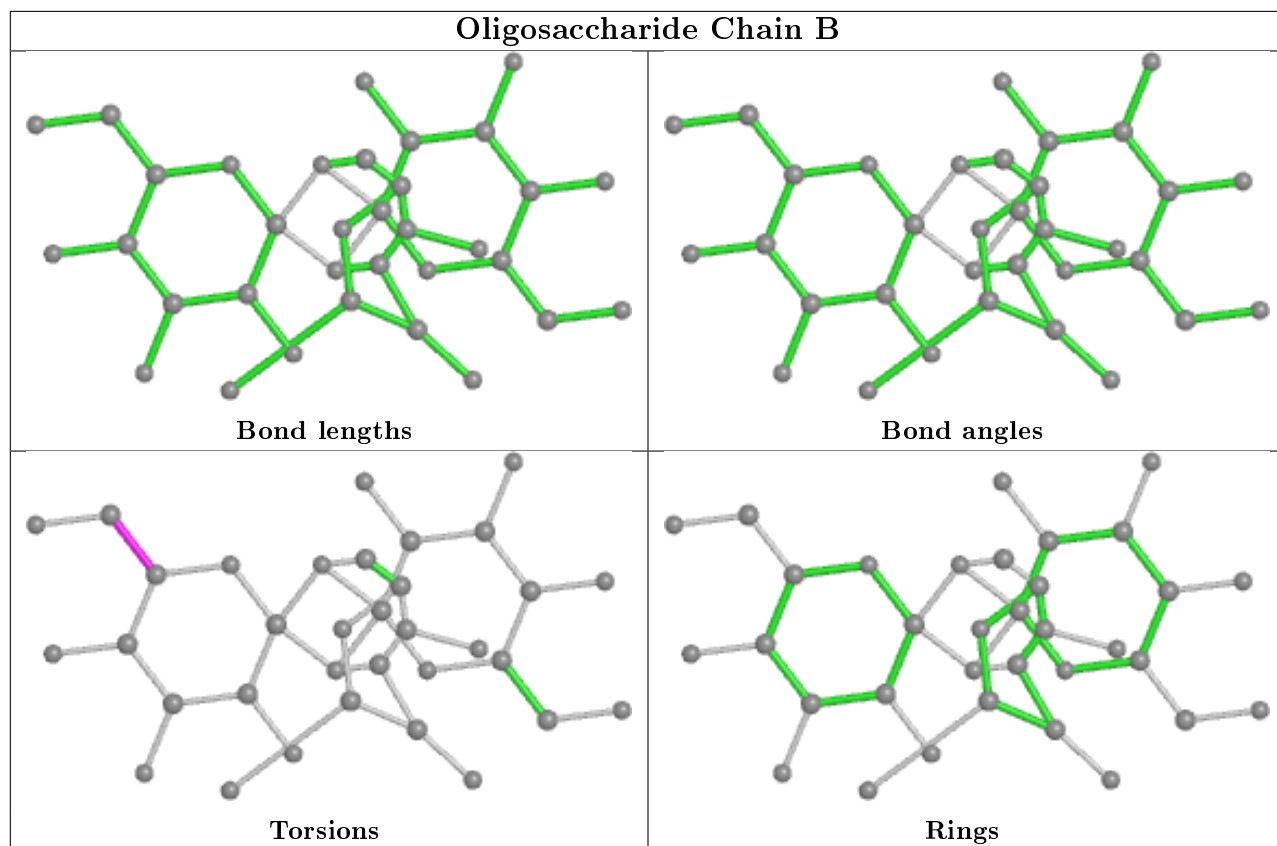 Oligosaccharide Chain B
Bond lengths
Bond angles
Torsions
Rings